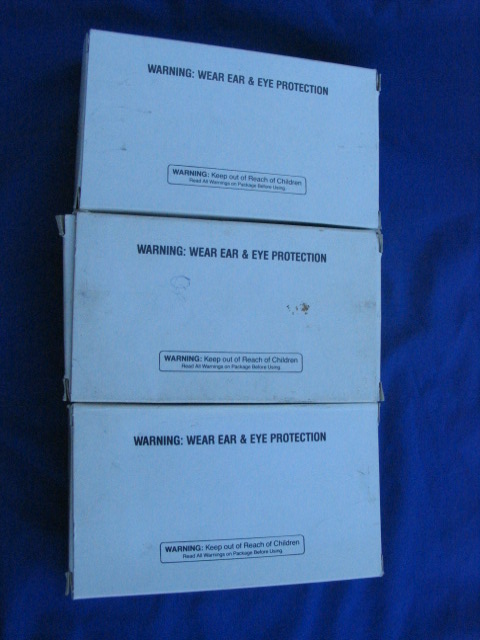 WARNING: WEAR EAR & EYE PROTECTION
WARNING: Keep out of Reach of Children
Read All Warnings on Package Before Using.
WARNING: WEAR EAR & EYE PROTECTION
WARNING: Keep out of Reach of Children
Read All Warnings on Package Before Using.
WARNING: WEAR EAR & EYE PROTECTION
WARNING: Keep out of Reach of Children
Read All Warnings on Package Before Using.